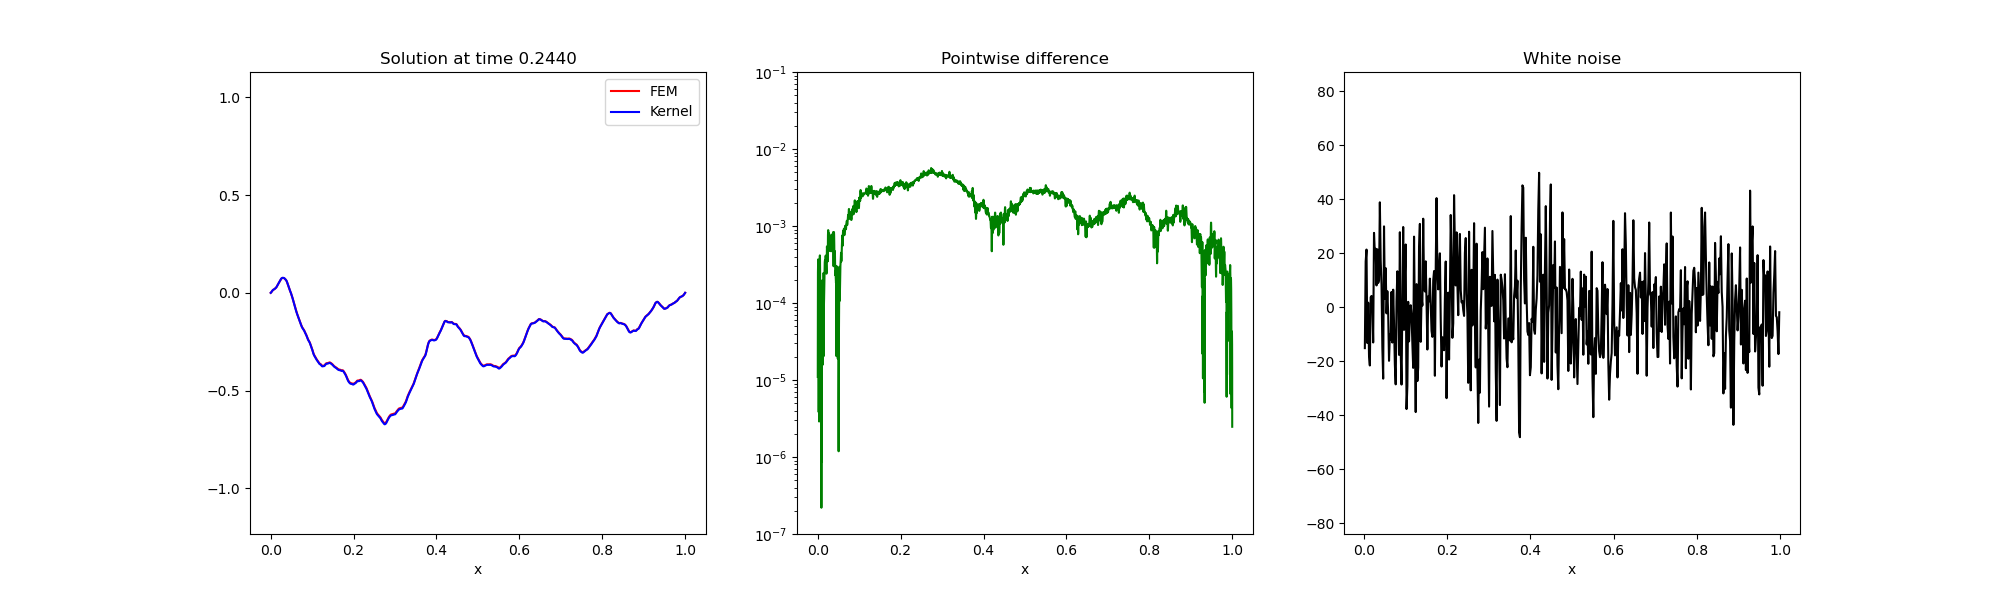 Solution at time 0.2440
1.0
0.5
0.0
−0.5
−1.0
0.0 0.2 0.4 0.6 0.8 1.0
x
FEM
Kernel
Pointwise difference
10⁻¹
10⁻²
10⁻³
10⁻⁴
10⁻⁵
10⁻⁶
10⁻⁷
0.0 0.2 0.4 0.6 0.8 1.0
x
White noise
80
60
40
20
0
−20
−40
−60
−80
0.0 0.2 0.4 0.6 0.8 1.0
x